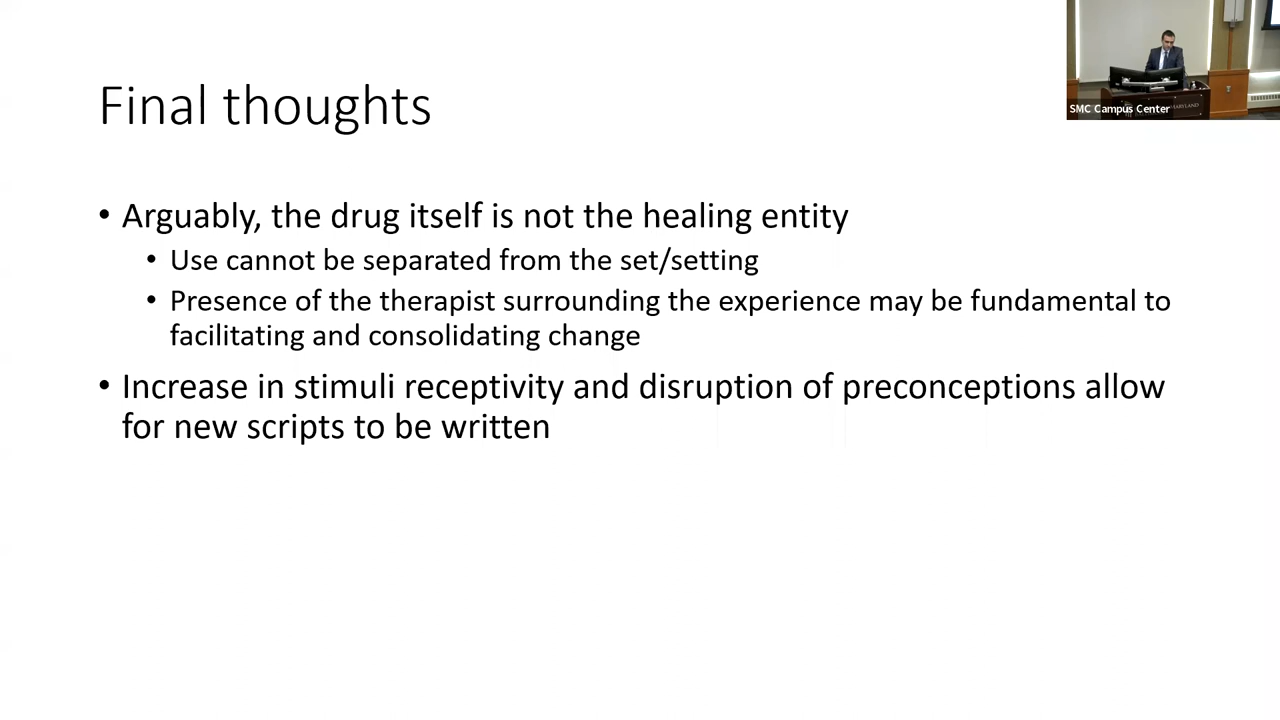 Final thoughts
SMC Campus Center
MARYLAND
• Arguably, the drug itself is not the healing entity
• Use cannot be separated from the set/setting
• Presence of the therapist surrounding the experience may be fundamental to
facilitating and consolidating change
• Increase in stimuli receptivity and disruption of preconceptions allow
for new scripts to be written